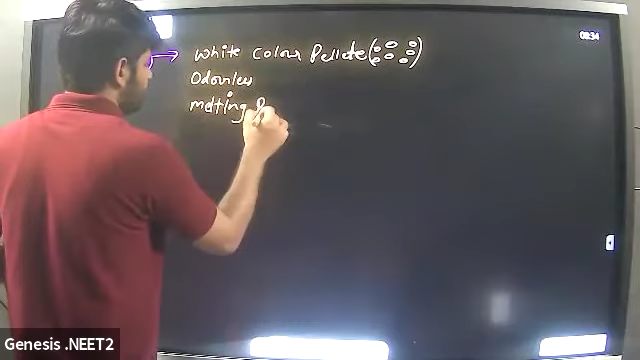 08:34
→ White Colour Pellete
Odourless
melting P
Genesis .NEET2